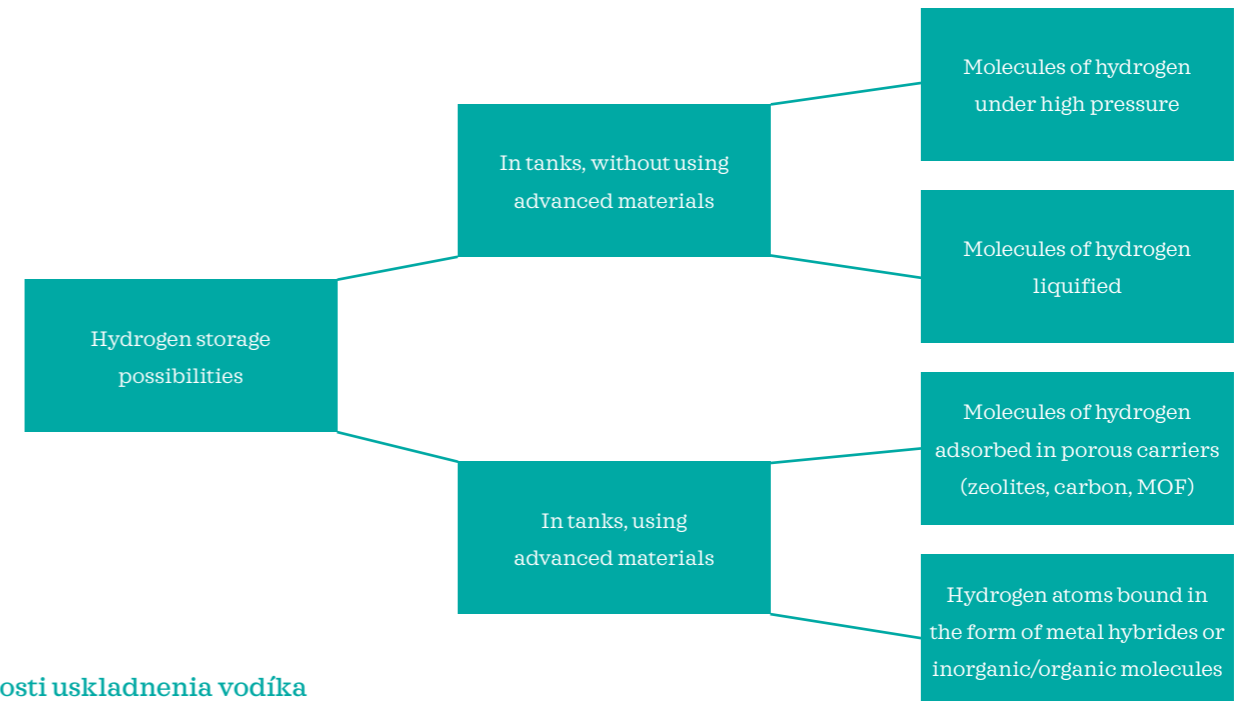 Molecules of hydrogen
under high pressure
In tanks, without using
advanced materials
Molecules of hydrogen
liquified
Hydrogen storage
possibilities
Molecules of hydrogen
adsorbed in porous carriers
(zeolites, carbon, MOF)
In tanks, using
advanced materials
Hydrogen atoms bound in
the form of metal hybrides or
inorganic/organic molecules
osti uskladnenia vodíka